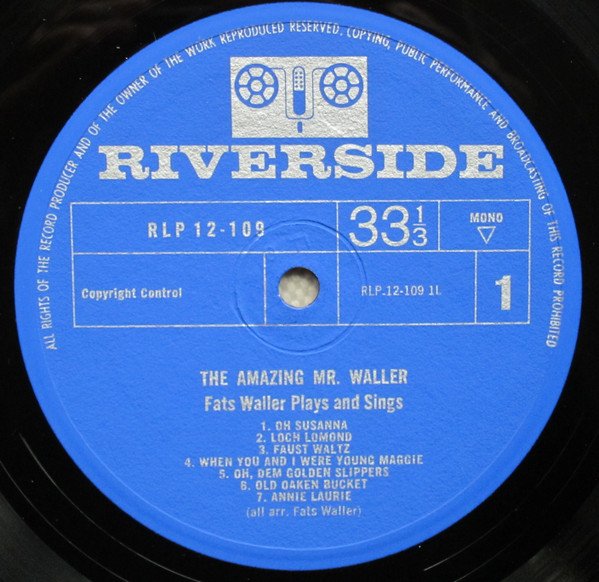 ALL RIGHTS OF THE RECORD PRODUCER AND OF THE OWNER OF THE WORK REPRODUCED RESERVED. COPYING, PUBLIC PERFORMANCE AND BROADCASTING OF THIS RECORD PROHIBITED
RIVERSIDE
RLP 12-109
33⅓
MONO
Copyright Control
RLP.12-109 1L
1
THE AMAZING MR. WALLER
Fats Waller Plays and Sings
1. OH SUSANNA
2. LOCH LOMOND
3. FAUST WALTZ
4. WHEN YOU AND I WERE YOUNG MAGGIE
5. OH, DEM GOLDEN SLIPPERS
6. OLD OAKEN BUCKET
7. ANNIE LAURIE
(all arr. Fats Waller)